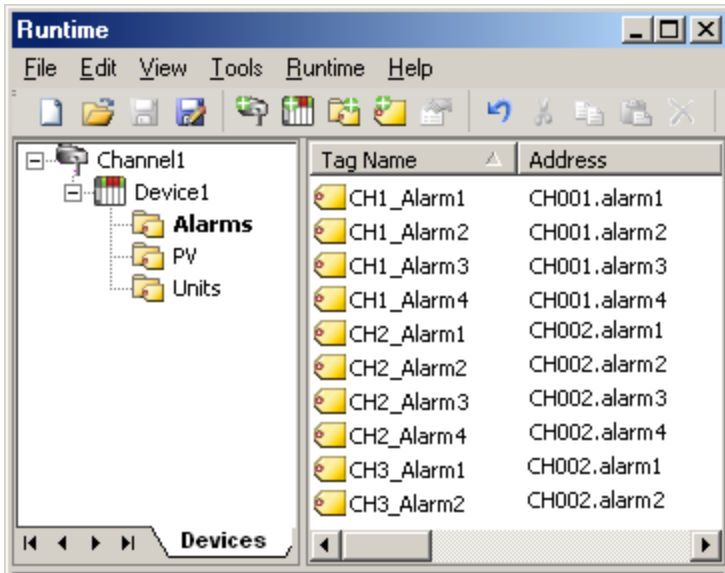 Runtime
File Edit View Tools Runtime Help
Channel1
Device1
Alarms
PV
Units
Devices
Tag Name Address
CH1_Alarm1 CH001.alarm1
CH1_Alarm2 CH001.alarm2
CH1_Alarm3 CH001.alarm3
CH1_Alarm4 CH001.alarm4
CH2_Alarm1 CH002.alarm1
CH2_Alarm2 CH002.alarm2
CH2_Alarm3 CH002.alarm3
CH2_Alarm4 CH002.alarm4
CH3_Alarm1 CH002.alarm1
CH3_Alarm2 CH002.alarm2